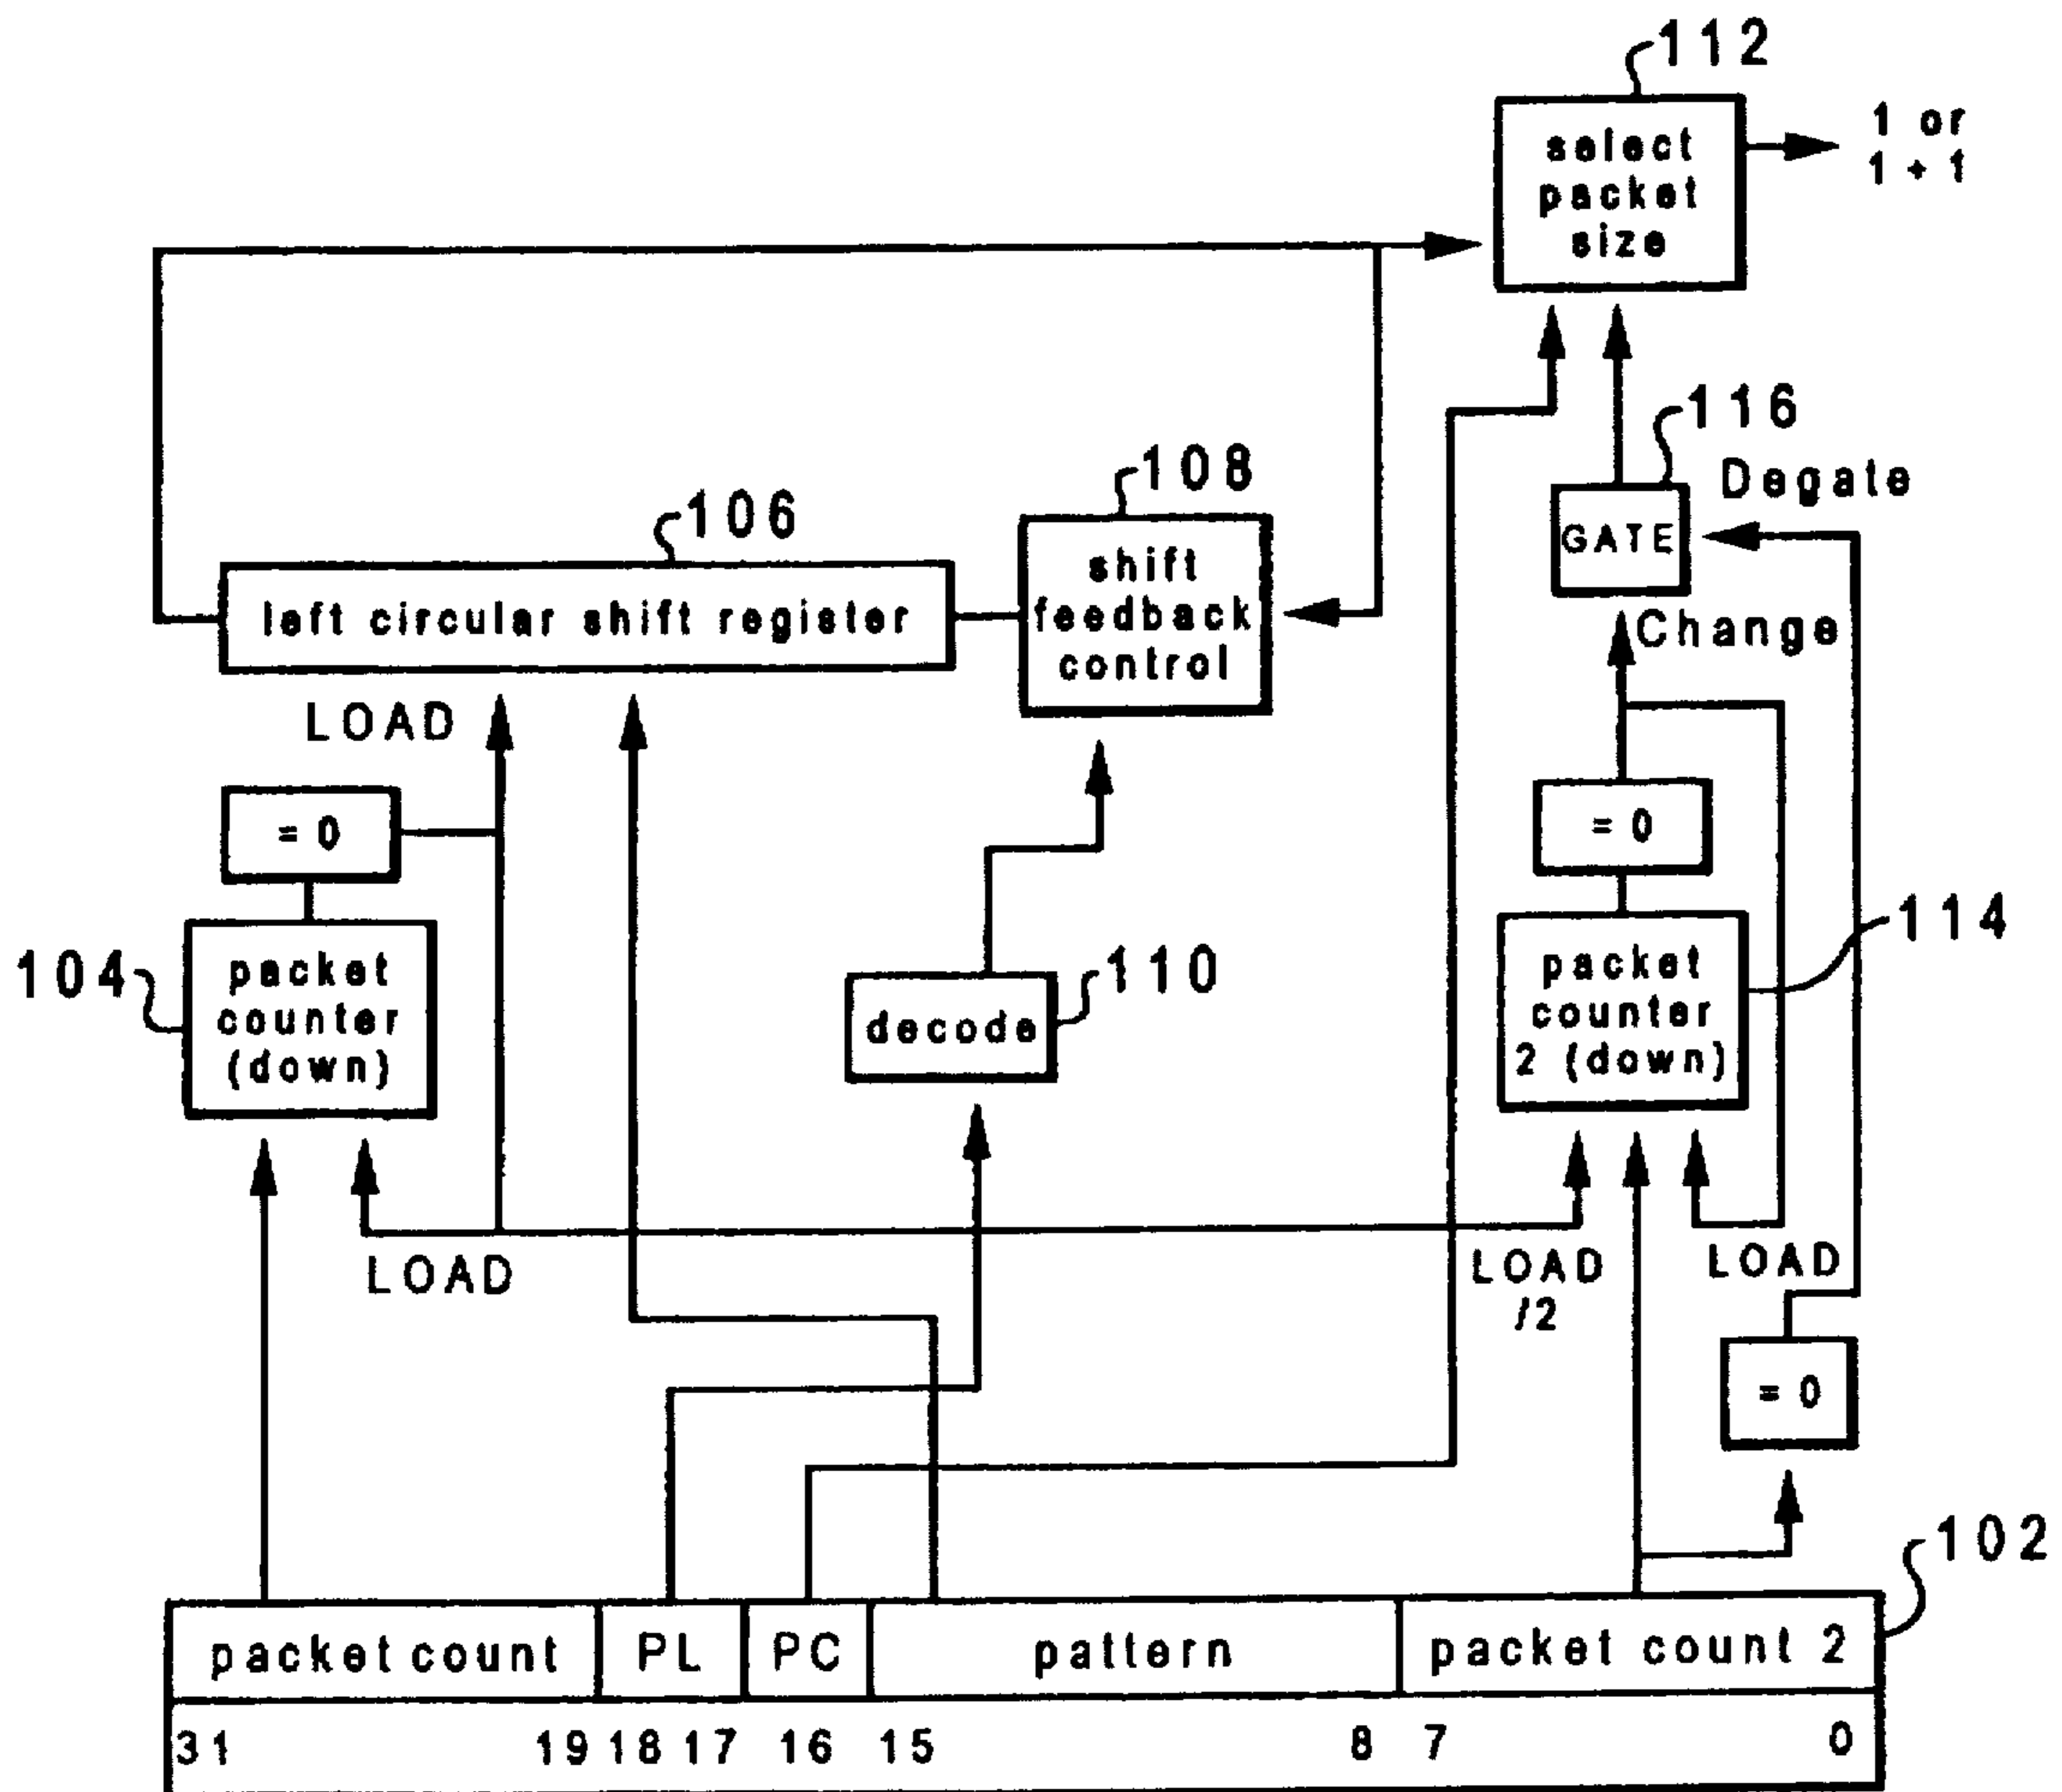 112
select
packet
size
1 or
1 + 1
116
Degate
GATE
Change
108
shift
feedback
control
106
left circular shift register
LOAD
= 0
= 0
104
packet
counter
(down)
110
decode
114
packet
counter
2 (down)
LOAD
LOAD
/2
LOAD
= 0
102
packet count PL PC pattern packet count 2
31 19 18 17 16 15 8 7 0